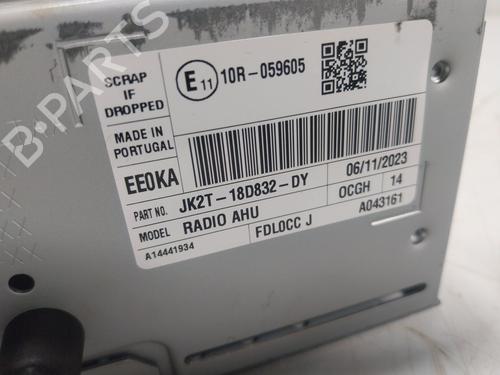 SCRAP
IF
DROPPED
E 11
10R-059605
MADE IN
PORTUGAL
EE0KA
06/11/2023
PART NO. JK2T-18D832-DY
OCGH 14
MODEL RADIO AHU
A043161
A14441934
FDL0CC J
B-PARTS